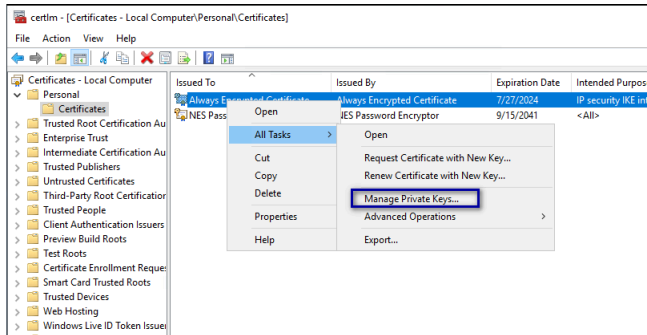 certlm - [Certificates - Local Computer\Personal\Certificates]
File Action View Help
Certificates - Local Computer
Personal
Certificates
Trusted Root Certification Au
Enterprise Trust
Intermediate Certification Au
Trusted Publishers
Untrusted Certificates
Third-Party Root Certification
Trusted People
Client Authentication Issuers
Preview Build Roots
Test Roots
Certificate Enrollment Reques
Smart Card Trusted Roots
Trusted Devices
Web Hosting
Windows Live ID Token Issuer
Issued To Issued By Expiration Date Intended Purpos
Always Encrypted Certificate Always Encrypted Certificate 7/27/2024 IP security IKE int
NES Pass NES Password Encryptor 9/15/2041 <All>
Open
All Tasks
Cut
Copy
Delete
Properties
Help
Open
Request Certificate with New Key...
Renew Certificate with New Key...
Manage Private Keys...
Advanced Operations
Export...